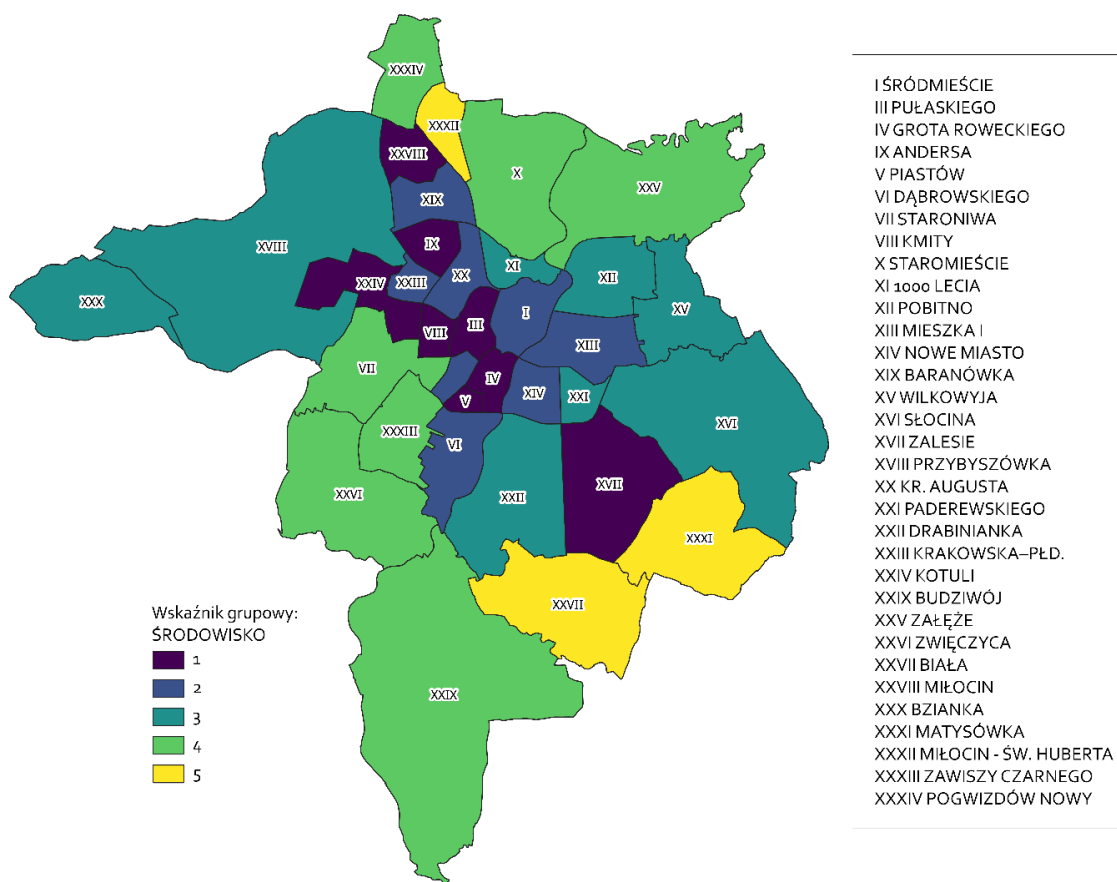 XXXIV
XXXII
XXVIII
X
XXV
XIX
IX
XVIII
XX
XI
XII
XXIV
XXIII
XXX
XV
I
III
VIII
XIII
VII
IV
XIV
XXI
V
XVI
XXXIII
VI
XVII
XXVI
XXII
XXXI
XXVII
XXIX
Wskaźnik grupowy:
ŚRODOWISKO
1
2
3
4
5
I ŚRÓDMIEŚCIE
III PUŁASKIEGO
IV GROTA ROWECKIEGO
IX ANDERSA
V PIASTÓW
VI DĄBROWSKIEGO
VII STARONIWA
VIII KMITY
X STAROMIEŚCIE
XI 1000 LECIA
XII POBITNO
XIII MIESZKA I
XIV NOWE MIASTO
XIX BARANÓWKA
XV WILKOWYJA
XVI SŁOCINA
XVII ZALESIE
XVIII PRZYBYSZÓWKA
XX KR. AUGUSTA
XXI PADEREWSKIEGO
XXII DRABINIANKA
XXIII KRAKOWSKA–PŁD.
XXIV KOTULI
XXIX BUDZIWÓJ
XXV ZAŁĘŻE
XXVI ZWIĘCZYCA
XXVII BIAŁA
XXVIII MIŁOCIN
XXX BZIANKA
XXXI MATYSÓWKA
XXXII MIŁOCIN - ŚW. HUBERTA
XXXIII ZAWISZY CZARNEGO
XXXIV POGWIZDÓW NOWY